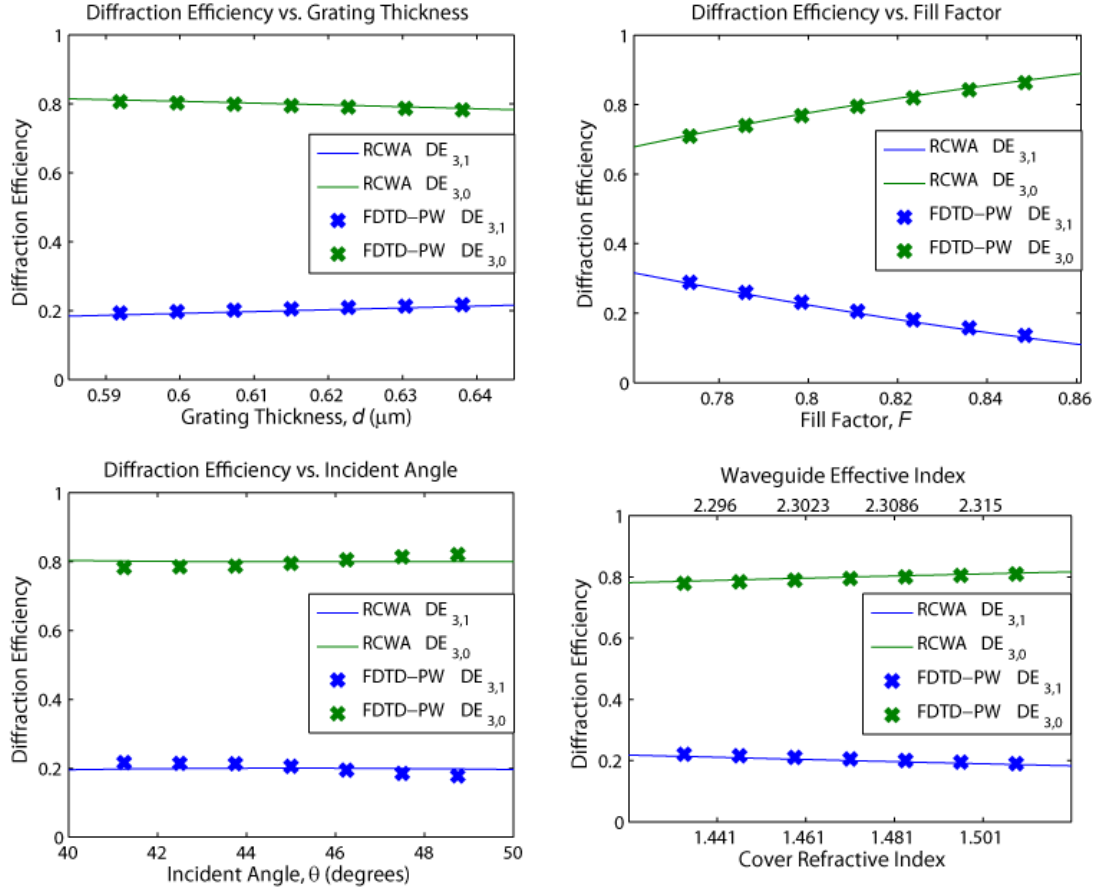 Diffraction Efficiency vs. Grating Thickness
Diffraction Efficiency
1
0.8
0.6
0.4
0.2
0
RCWA DE 3,1
RCWA DE 3,0
FDTD−PW DE 3,1
FDTD−PW DE 3,0
0.59 0.6 0.61 0.62 0.63 0.64
Grating Thickness, d (μm)
Diffraction Efficiency vs. Fill Factor
Diffraction Efficiency
1
0.8
0.6
0.4
0.2
0
RCWA DE 3,1
RCWA DE 3,0
FDTD−PW DE 3,1
FDTD−PW DE 3,0
0.78 0.8 0.82 0.84 0.86
Fill Factor, F
Diffraction Efficiency vs. Incident Angle
Diffraction Efficiency
1
0.8
0.6
0.4
0.2
0
RCWA DE 3,1
RCWA DE 3,0
FDTD−PW DE 3,1
FDTD−PW DE 3,0
40 42 44 46 48 50
Incident Angle, θ (degrees)
Waveguide Effective Index
2.296 2.3023 2.3086 2.315
Diffraction Efficiency
1
0.8
0.6
0.4
0.2
0
RCWA DE 3,1
RCWA DE 3,0
FDTD−PW DE 3,1
FDTD−PW DE 3,0
1.441 1.461 1.481 1.501
Cover Refractive Index